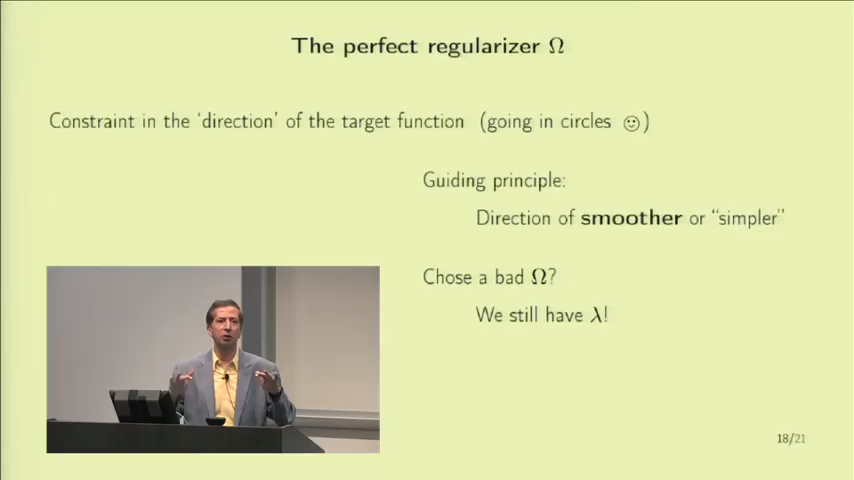 The perfect regularizer Ω
Constraint in the 'direction' of the target function (going in circles ☺)
Guiding principle:
Direction of smoother or "simpler"
Chose a bad Ω?
We still have λ!
18/21